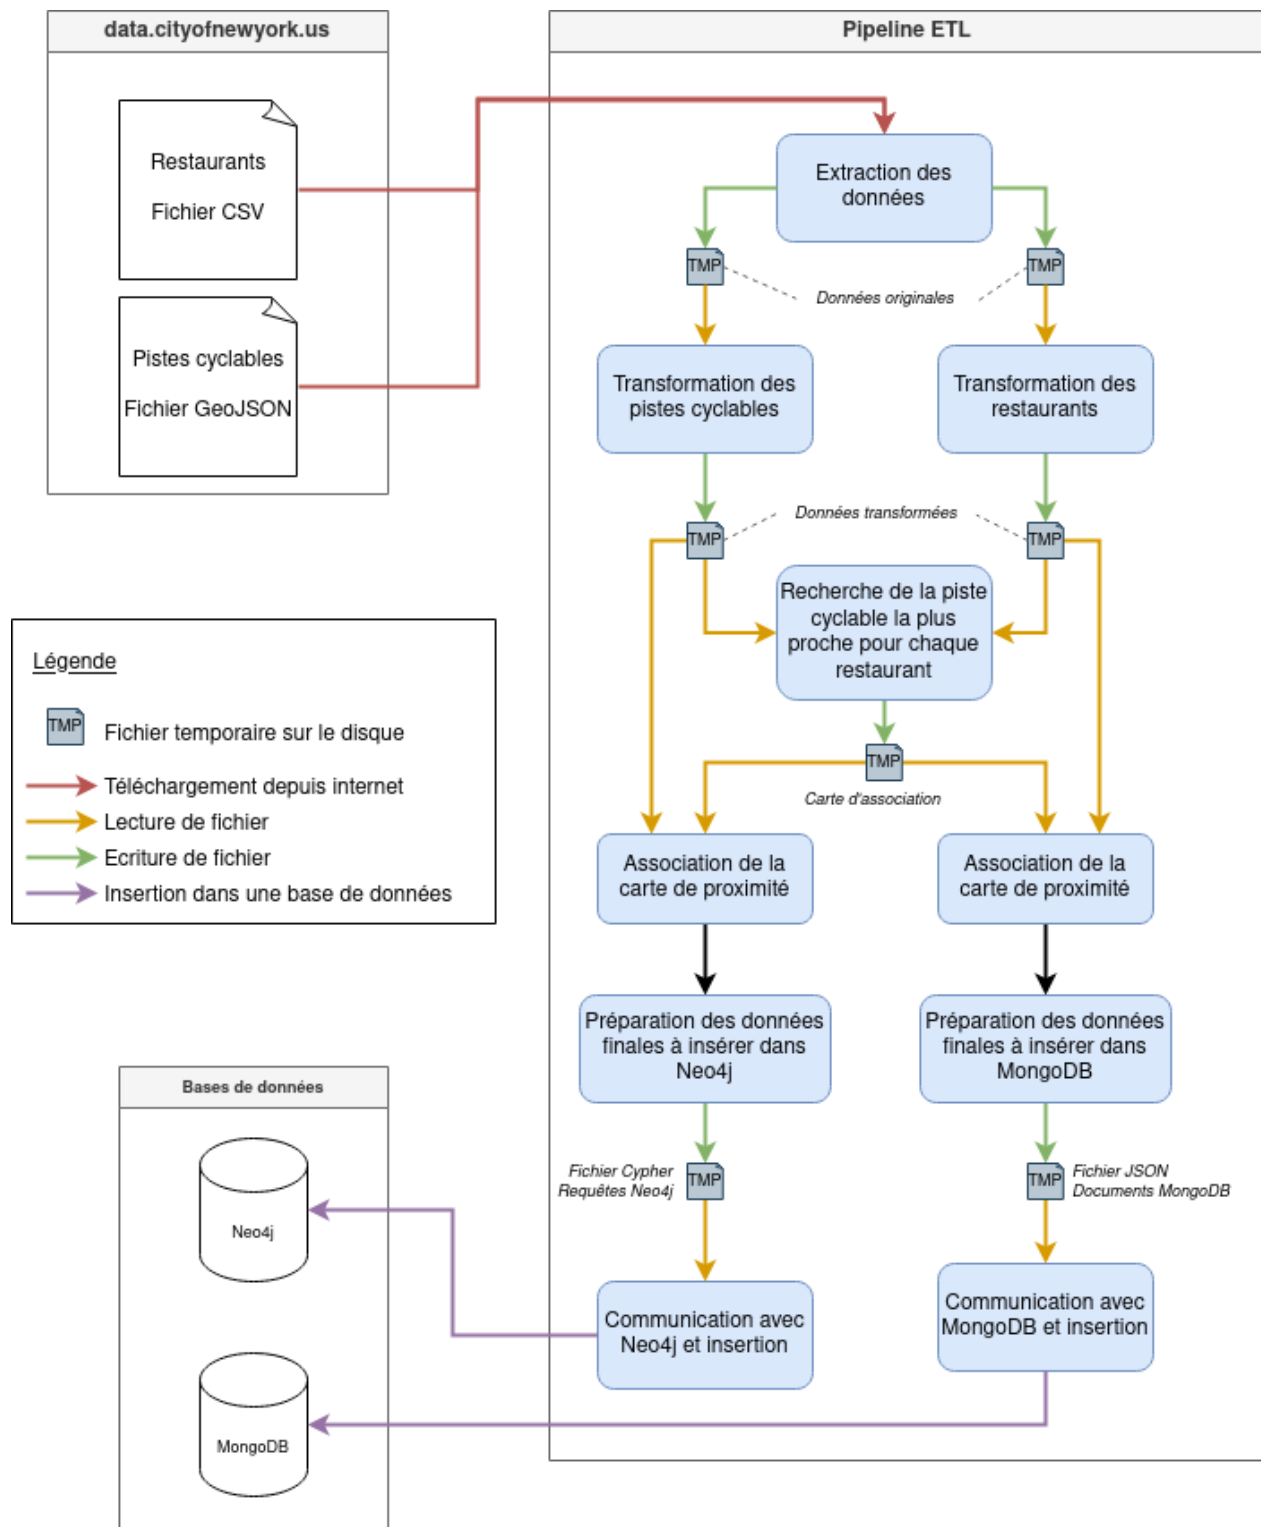 data.cityofnewyork.us
Restaurants
Fichier CSV
Pistes cyclables
Fichier GeoJSON
Pipeline ETL
Extraction des
données
TMP
TMP
Données originales
Transformation des
pistes cyclables
Transformation des
restaurants
Données transformées
TMP
TMP
Recherche de la piste
cyclable la plus
proche pour chaque
restaurant
TMP
Carte d'association
Association de la
carte de proximité
Association de la
carte de proximité
Préparation des données
finales à insérer dans
Neo4j
Préparation des données
finales à insérer dans
MongoDB
Fichier Cypher
Requêtes Neo4j
TMP
TMP
Fichier JSON
Documents MongoDB
Communication avec
Neo4j et insertion
Communication avec
MongoDB et insertion
Légende
TMP
Fichier temporaire sur le disque
Téléchargement depuis internet
Lecture de fichier
Ecriture de fichier
Insertion dans une base de données
Bases de données
Neo4j
MongoDB